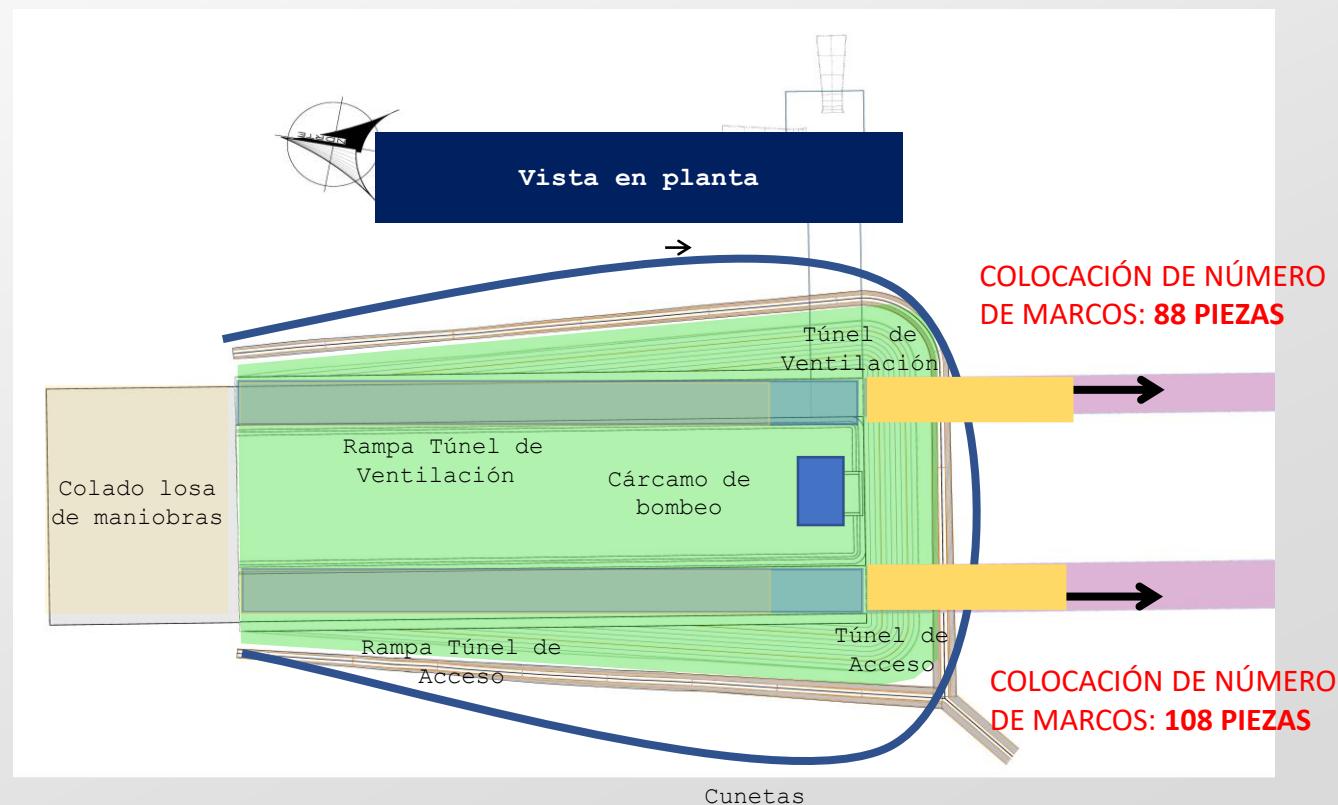 NORTE
Vista en planta
COLOCACIÓN DE NÚMERO
DE MARCOS: 88 PIEZAS
Túnel de
Ventilación
Rampa Túnel de
Ventilación
Cárcamo de
bombeo
Colado losa
de maniobras
Rampa Túnel de
Acceso
Túnel de
Acceso
COLOCACIÓN DE NÚMERO
DE MARCOS: 108 PIEZAS
Cunetas